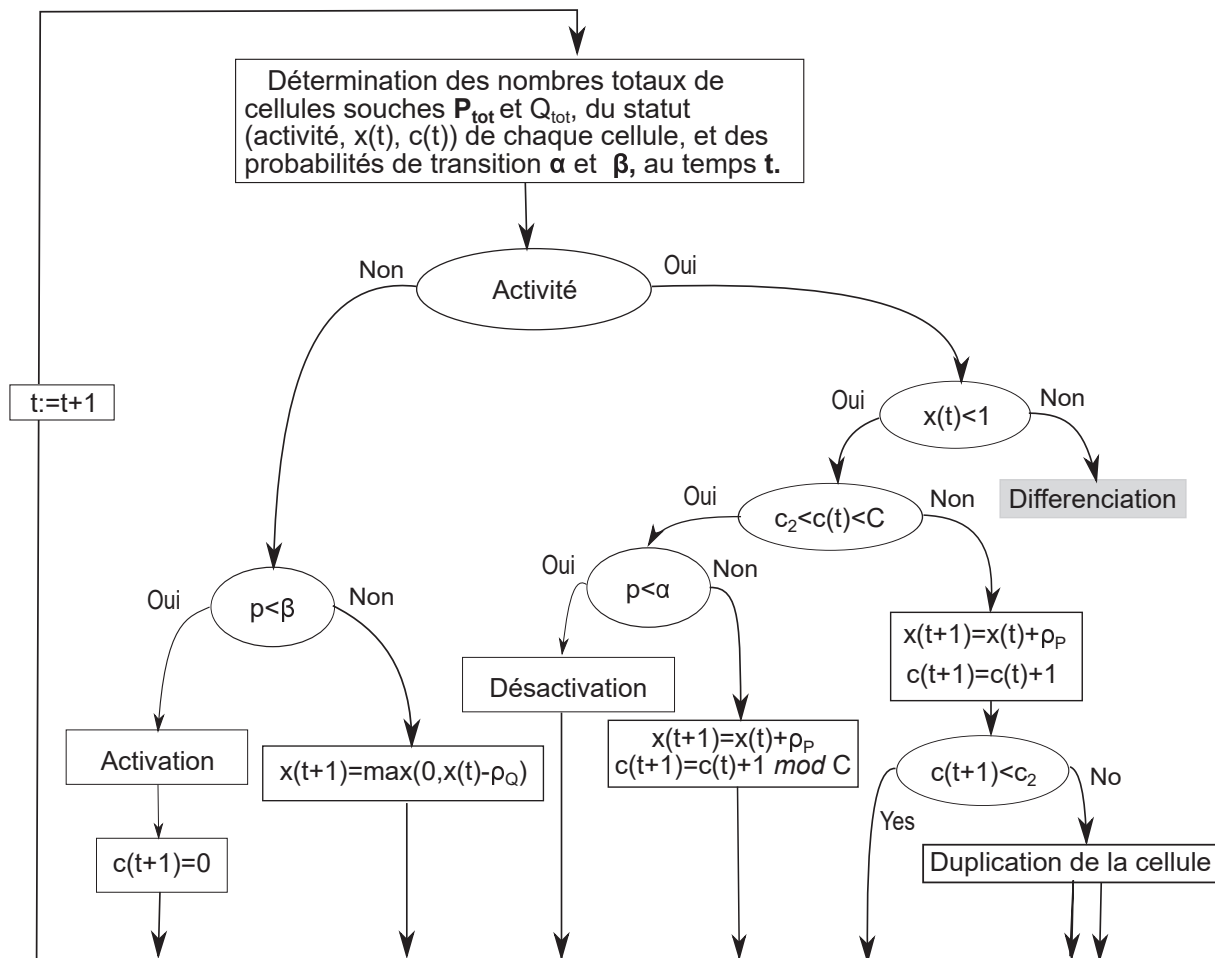 Détermination des nombres totaux de
cellules souches P_tot et Q_tot, du statut
(activité, x(t), c(t)) de chaque cellule, et des
probabilités de transition α et β, au temps t.
Non
Oui
Activité
t:=t+1
Oui
Non
x(t)<1
Oui
Non
Differenciation
c₂<c(t)<C
Oui
Non
p<α
Oui
Non
p<β
x(t+1)=x(t)+ρ_P
c(t+1)=c(t)+1
Désactivation
Activation
x(t+1)=max(0,x(t)-ρ_Q)
x(t+1)=x(t)+ρ_P
c(t+1)=c(t)+1 mod C
c(t+1)<c₂
No
Yes
c(t+1)=0
Duplication de la cellule